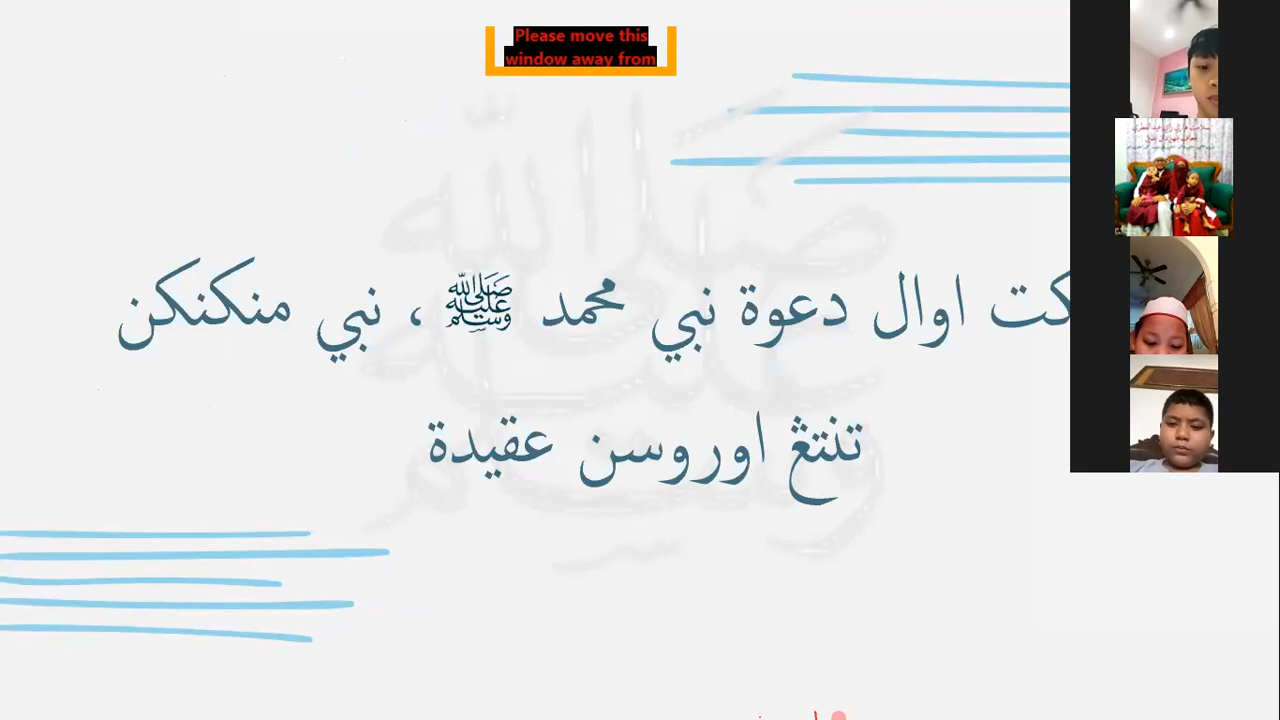 Please move this
window away from
كت اوال دعوة نبي محمد ﷺ ، نبي منكنكن
تنتڠ اوروسن عقيدة